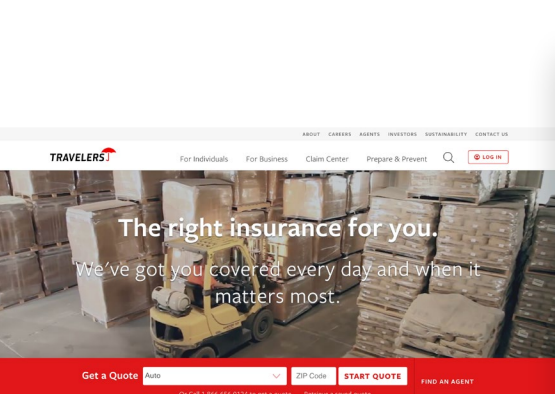 ABOUT CAREERS AGENTS INVESTORS SUSTAINABILITY CONTACT US
TRAVELERS For Individuals For Business Claim Center Prepare & Prevent LOG IN
The right insurance for you.
We've got you covered every day and when it
matters most.
Get a Quote Auto ZIP Code START QUOTE FIND AN AGENT